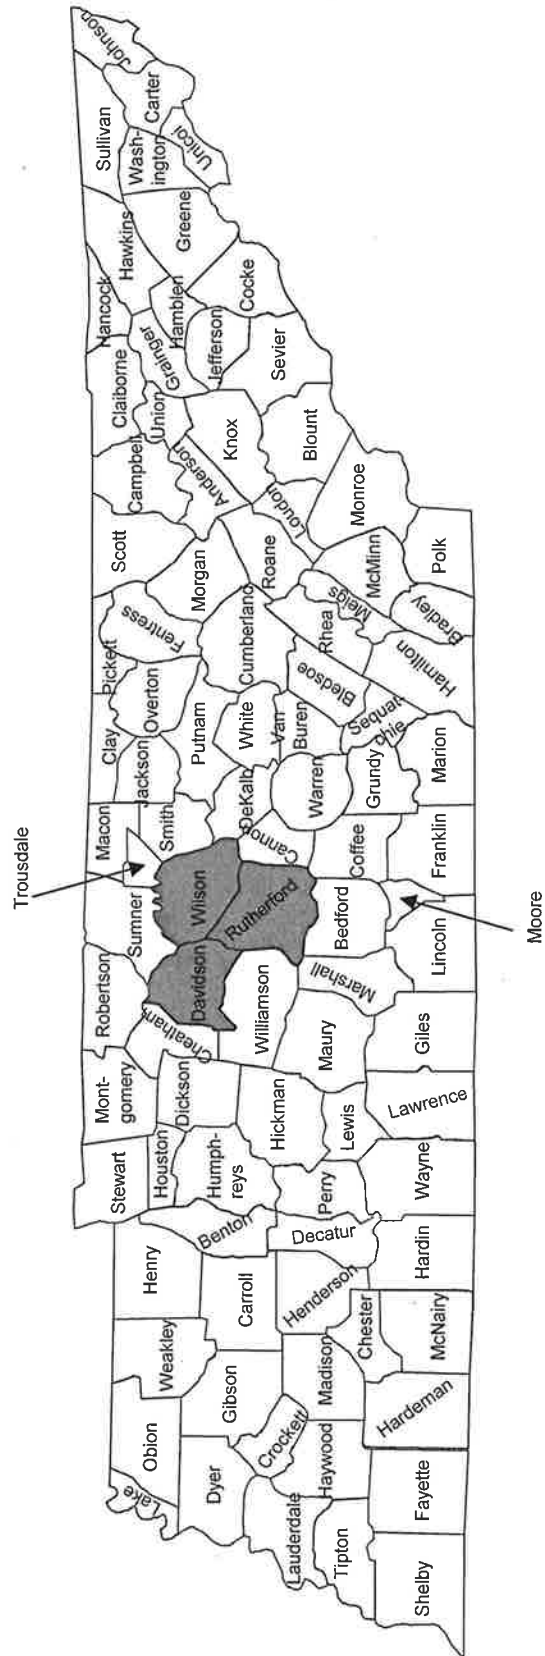 Trousdale
Johnson
Sullivan
Carter
Wash-
ington
Unicoi
Hawkins
Greene
Hancock
Hamblen
Cocke
Claiborne
Grainger
Jefferson
Union
Sevier
Campbell
Anderson
Knox
Blount
Scott
Loudon
Monroe
Morgan
Roane
McMinn
Polk
Fentress
Cumberland
Meigs
Bradley
Pickett
Rhea
Overton
Bledsoe
Hamilton
Clay
Putnam
White
Van
Buren
Sequat-
chie
Jackson
DeKalb
Warren
Grundy
Marion
Macon
Smith
Cannon
Coffee
Franklin
Sumner
Wilson
Rutherford
Bedford
Lincoln
Robertson
Davidson
Marshall
Cheatham
Williamson
Maury
Giles
Mont-
gomery
Dickson
Hickman
Lewis
Lawrence
Stewart
Houston
Humph-
reys
Perry
Wayne
Benton
Decatur
Henry
Carroll
Henderson
Hardin
Weakley
Gibson
Madison
Chester
McNairy
Obion
Crockett
Haywood
Hardeman
Lake
Dyer
Lauderdale
Tipton
Fayette
Shelby
Moore